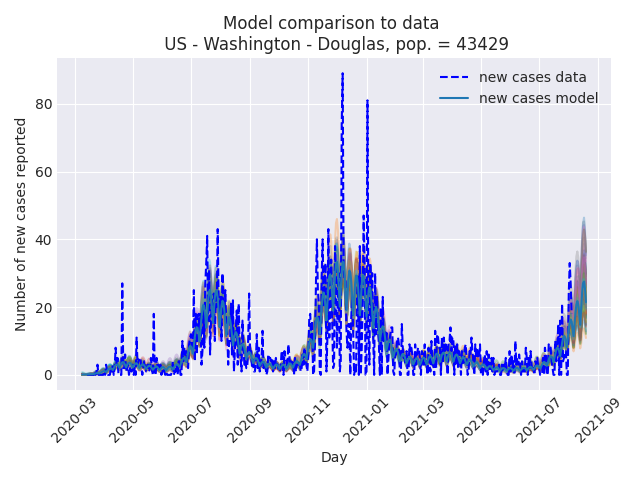 Model comparison to data
US - Washington - Douglas, pop. = 43429
new cases data
new cases model
Number of new cases reported
80
60
40
20
0
2020-03
2020-05
2020-07
2020-09
2020-11
2021-01
2021-03
2021-05
2021-07
2021-09
Day